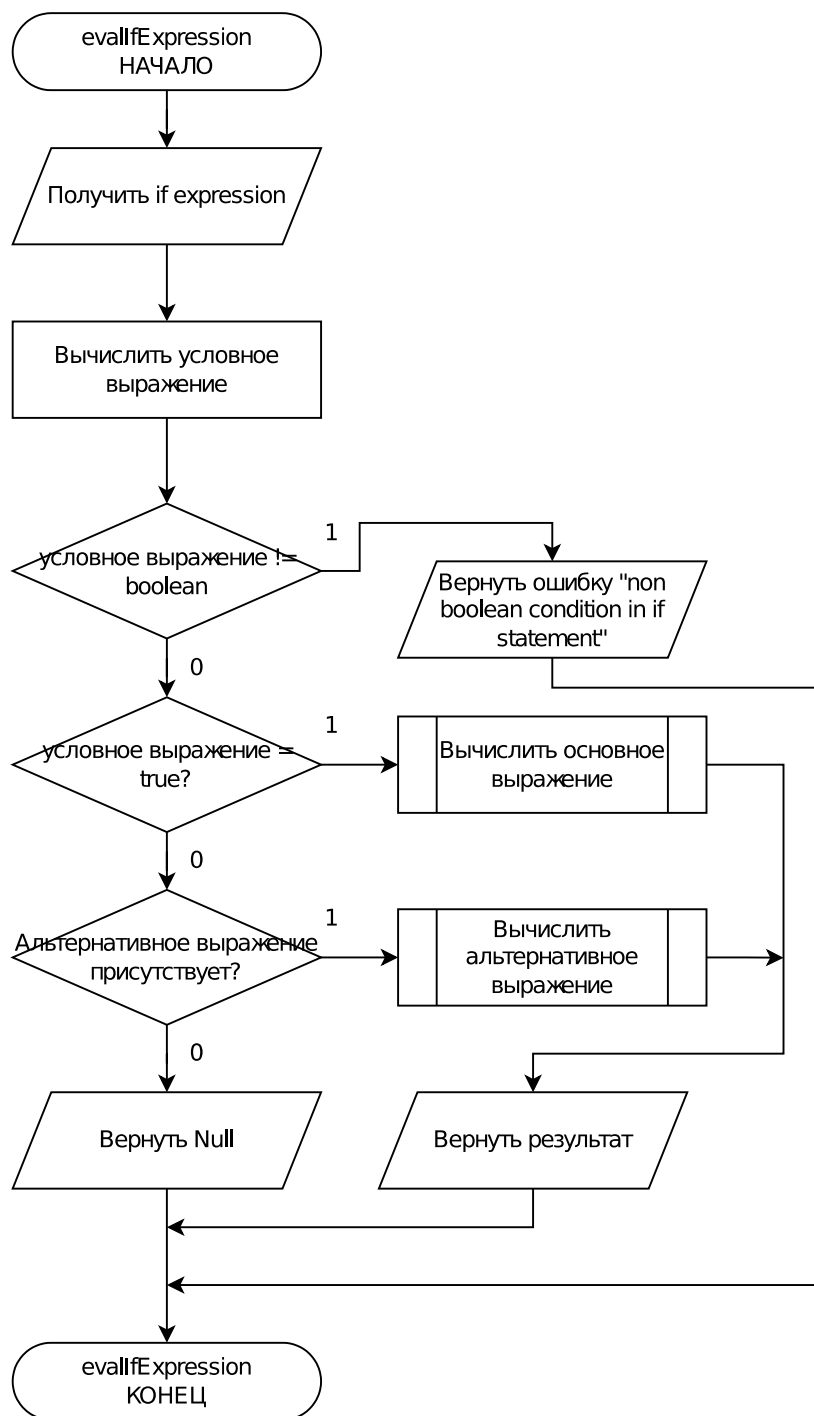 evalIfExpression
НАЧАЛО
Получить if expression
Вычислить условное
выражение
условное выражение !=
boolean
1
Вернуть ошибку "non
boolean condition in if
statement"
0
условное выражение =
true?
1
Вычислить основное
выражение
0
Альтернативное выражение
присутствует?
1
Вычислить
альтернативное
выражение
0
Вернуть Null
Вернуть результат
evalIfExpression
КОНЕЦ